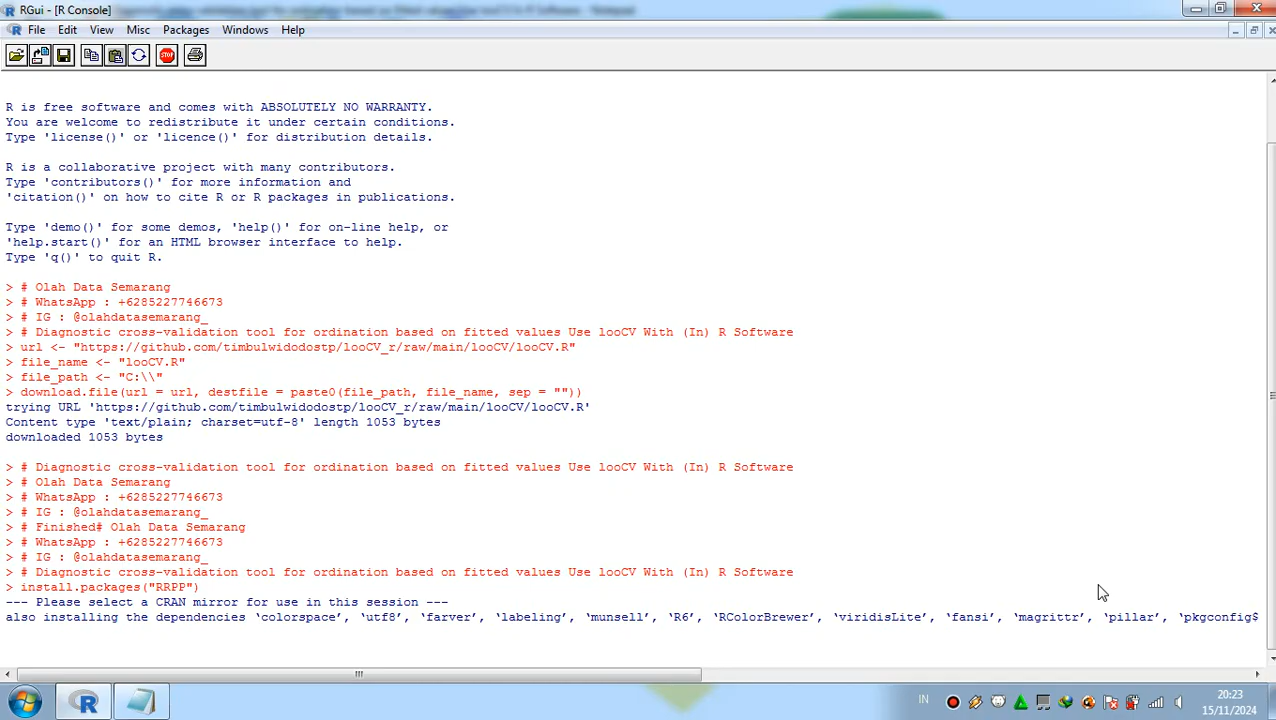 RGui - [R Console]
File Edit View Misc Packages Windows Help
STOP
R is free software and comes with ABSOLUTELY NO WARRANTY.
You are welcome to redistribute it under certain conditions.
Type 'license()' or 'licence()' for distribution details.
R is a collaborative project with many contributors.
Type 'contributors()' for more information and
'citation()' on how to cite R or R packages in publications.
Type 'demo()' for some demos, 'help()' for on-line help, or
'help.start()' for an HTML browser interface to help.
Type 'q()' to quit R.
> # Olah Data Semarang
> # WhatsApp : +6285227746673
> # IG : @olahdatasemarang_
> # Diagnostic cross-validation tool for ordination based on fitted values Use looCV With (In) R Software
> url <- "https://github.com/timbulwidodostp/looCV_r/raw/main/looCV/looCV.R"
> file_name <- "looCV.R"
> file_path <- "C:\\"
> download.file(url = url, destfile = paste0(file_path, file_name, sep = ""))
trying URL 'https://github.com/timbulwidodostp/looCV_r/raw/main/looCV/looCV.R'
Content type 'text/plain; charset=utf-8' length 1053 bytes
downloaded 1053 bytes
> # Diagnostic cross-validation tool for ordination based on fitted values Use looCV With (In) R Software
> # Olah Data Semarang
> # WhatsApp : +6285227746673
> # IG : @olahdatasemarang_
> # Finished# Olah Data Semarang
> # WhatsApp : +6285227746673
> # IG : @olahdatasemarang_
> # Diagnostic cross-validation tool for ordination based on fitted values Use looCV With (In) R Software
> install.packages("RRPP")
--- Please select a CRAN mirror for use in this session ---
also installing the dependencies ‘colorspace’, ‘utf8’, ‘farver’, ‘labeling’, ‘munsell’, ‘R6’, ‘RColorBrewer’, ‘viridisLite’, ‘fansi’, ‘magrittr’, ‘pillar’, ‘pkgconfig$
R
IN
20:23
15/11/2024